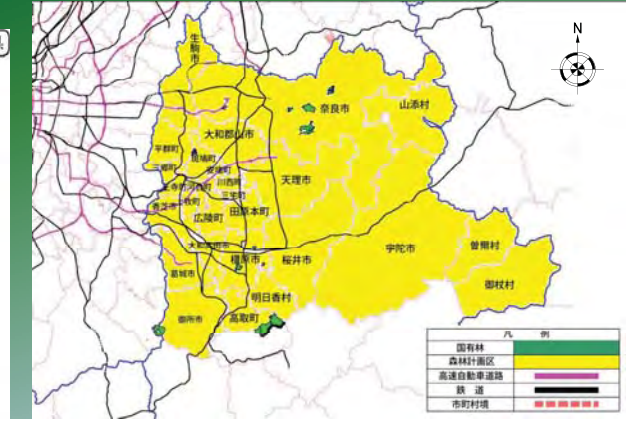 N
生駒市
奈良市
山添村
大和郡山市
平群町
斑鳩町
三郷町
安堵町
天理市
王寺町
河合町
川西町
三宅町
香芝市
上牧町
広陵町
田原本町
大和高田市
橿原市
桜井市
宇陀市
曽爾村
御杖村
葛城市
明日香村
御所市
高取町
凡 例
国有林
森林計画区
高速自動車道路
鉄 道
市町村境